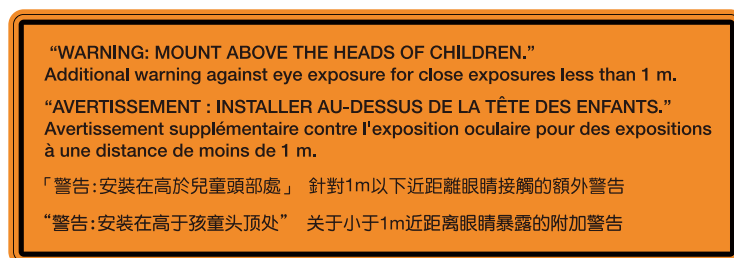 “WARNING: MOUNT ABOVE THE HEADS OF CHILDREN.”
Additional warning against eye exposure for close exposures less than 1 m.
“AVERTISSEMENT : INSTALLER AU-DESSUS DE LA TÊTE DES ENFANTS.”
Avertissement supplémentaire contre l'exposition oculaire pour des expositions
à une distance de moins de 1 m.
「警告:安裝在高於兒童頭部處」 針對1m以下近距離眼睛接觸的額外警告
“警告:安装在高于孩童头顶处” 关于小于1m近距离眼睛暴露的附加警告